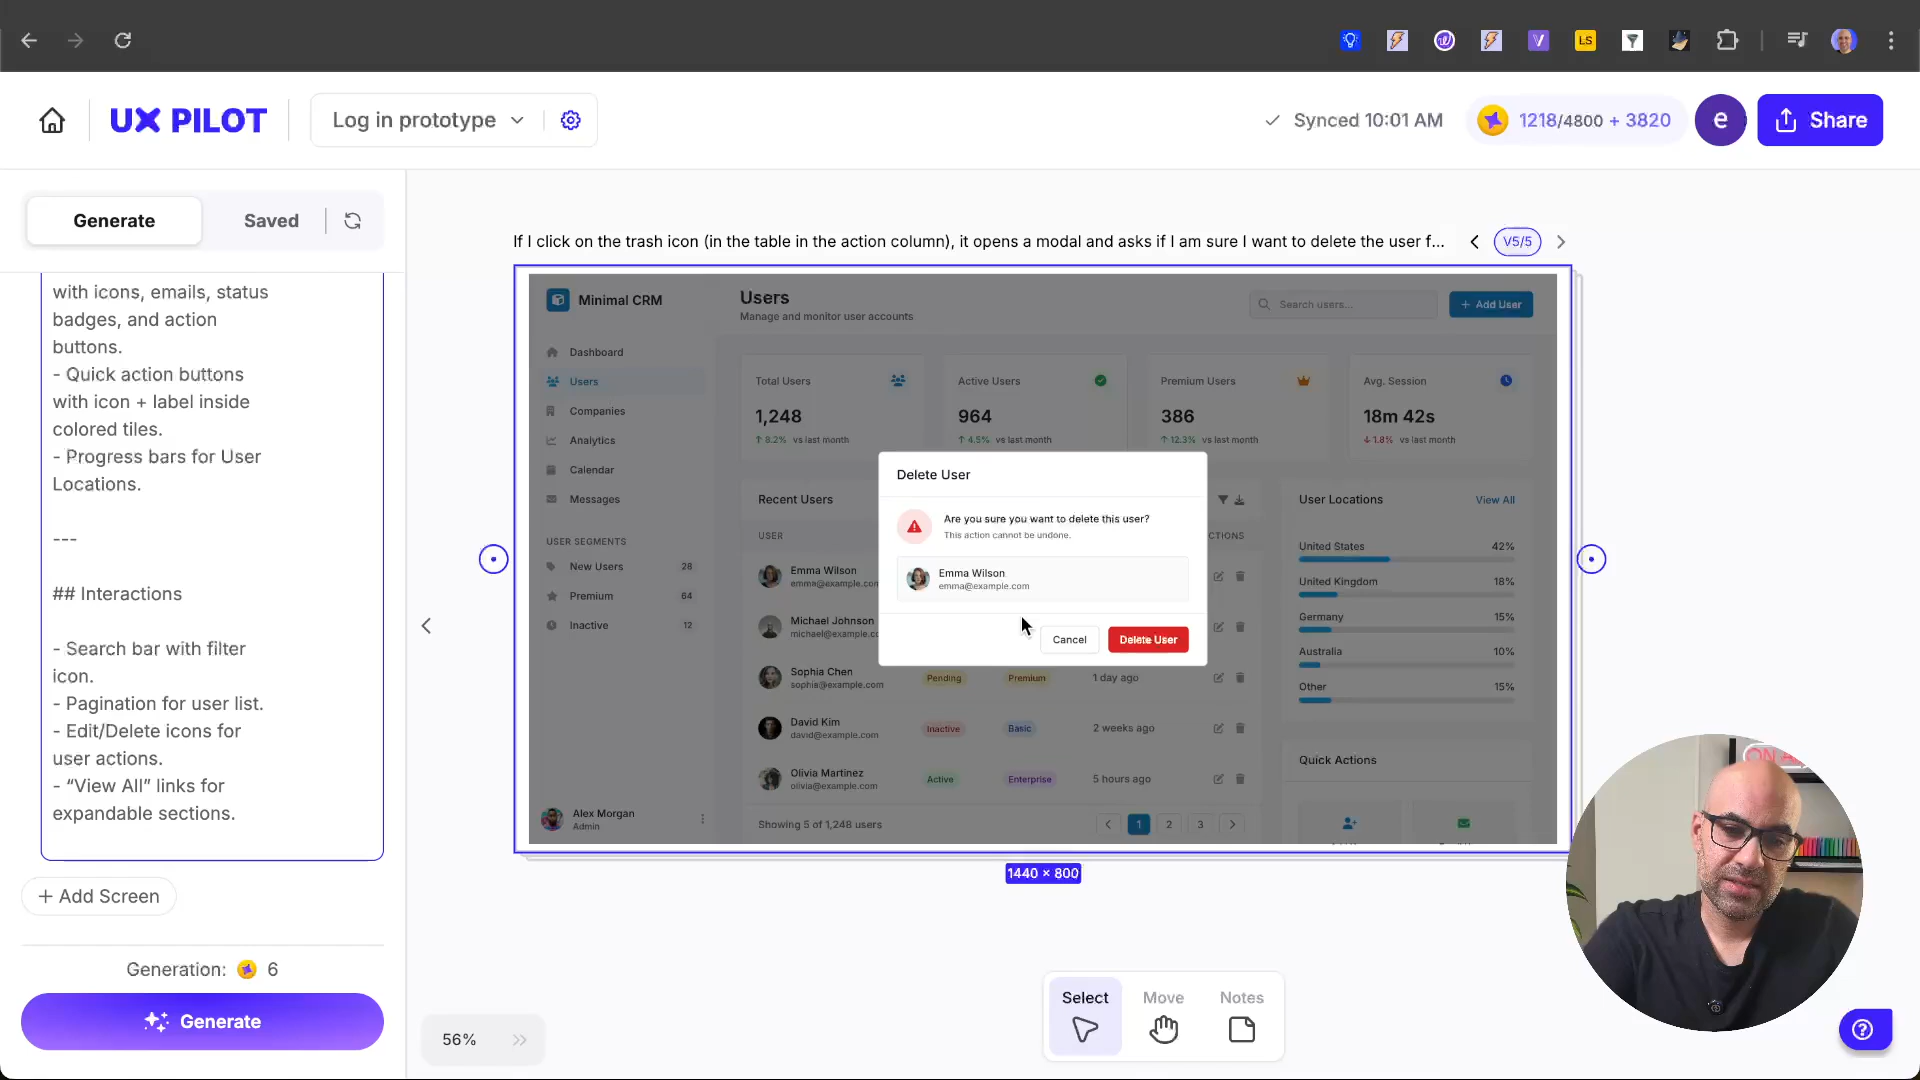 LS
UX PILOT
Log in prototype
Synced 10:01 AM
1218/4800 + 3820
e
Share
Generate
Saved
with icons, emails, status
badges, and action
buttons.
- Quick action buttons
with icon + label inside
colored tiles.
- Progress bars for User
Locations.
---
## Interactions
- Search bar with filter
icon.
- Pagination for user list.
- Edit/Delete icons for
user actions.
- “View All” links for
expandable sections.
+ Add Screen
Generation: 6
Generate
If I click on the trash icon (in the table in the action column), it opens a modal and asks if I am sure I want to delete the user f...
V5/5
Minimal CRM
Dashboard
Users
Companies
Analytics
Calendar
Messages
USER SEGMENTS
New Users 28
Premium 64
Inactive 12
Alex Morgan
Admin
Users
Manage and monitor user accounts
Search users...
+ Add User
Total Users
1,248
↑ 8.2% vs last month
Active Users
964
↑ 4.5% vs last month
Premium Users
386
↑ 12.3% vs last month
Avg. Session
18m 42s
↓ 1.8% vs last month
Recent Users
USER
CTIONS
Emma Wilson
emma@example.con
Michael Johnson
michael@example.c
Sophia Chen
sophia@example.com
Pending
Premium
1 day ago
David Kim
david@example.com
Inactive
Basic
2 weeks ago
Olivia Martinez
olivia@example.com
Active
Enterprise
5 hours ago
Showing 5 of 1,248 users
1
2
3
Delete User
Are you sure you want to delete this user?
This action cannot be undone.
Emma Wilson
emma@example.com
Cancel
Delete User
User Locations
View All
United States 42%
United Kingdom 18%
Germany 15%
Australia 10%
Other 15%
Quick Actions
1440 × 800
56%
Select
Move
Notes